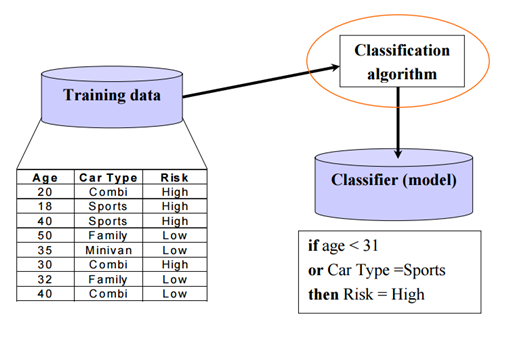 Classification
algorithm
Training data
Classifier (model)
Age Car Type Risk
20 Combi High
18 Sports High
40 Sports High
50 Family Low
35 Minivan Low
30 Combi High
32 Family Low
40 Combi Low
if age < 31
or Car Type =Sports
then Risk = High